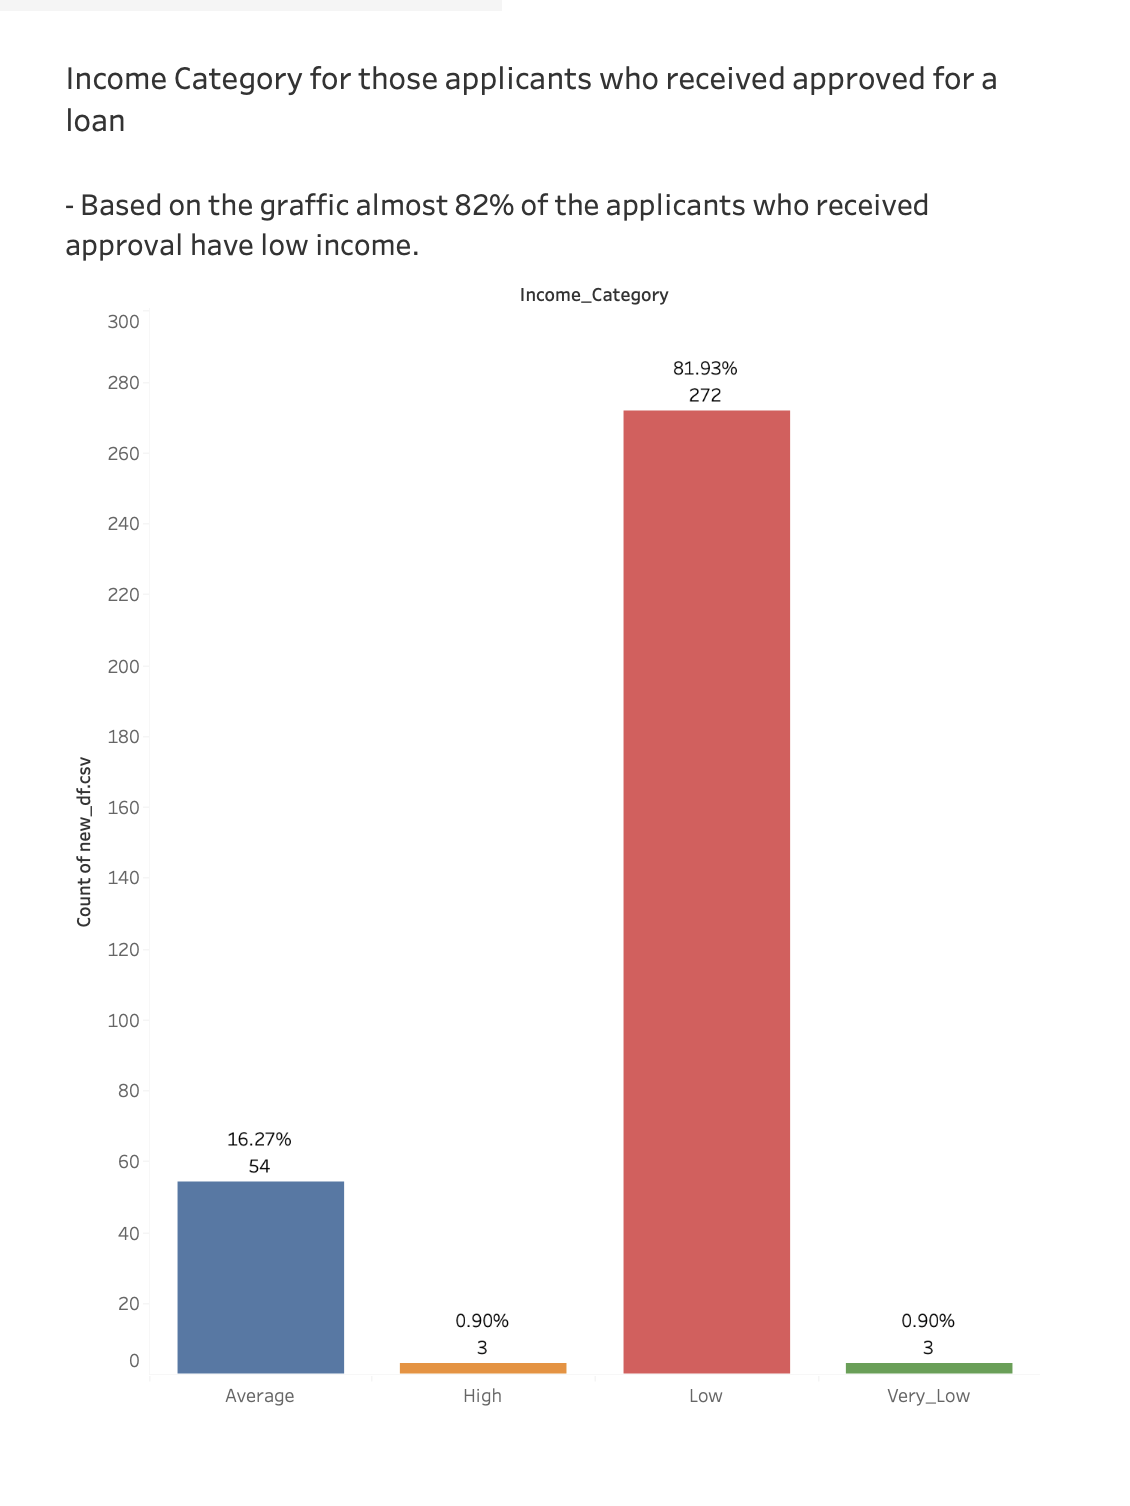 Income Category for those applicants who received approved for a
loan
- Based on the graffic almost 82% of the applicants who received
approval have low income.
Income_Category
300
280
260
240
220
200
180
160
140
120
100
80
60
40
20
0
Count of new_df.csv
16.27%
54
0.90%
3
81.93%
272
0.90%
3
Average
High
Low
Very_Low